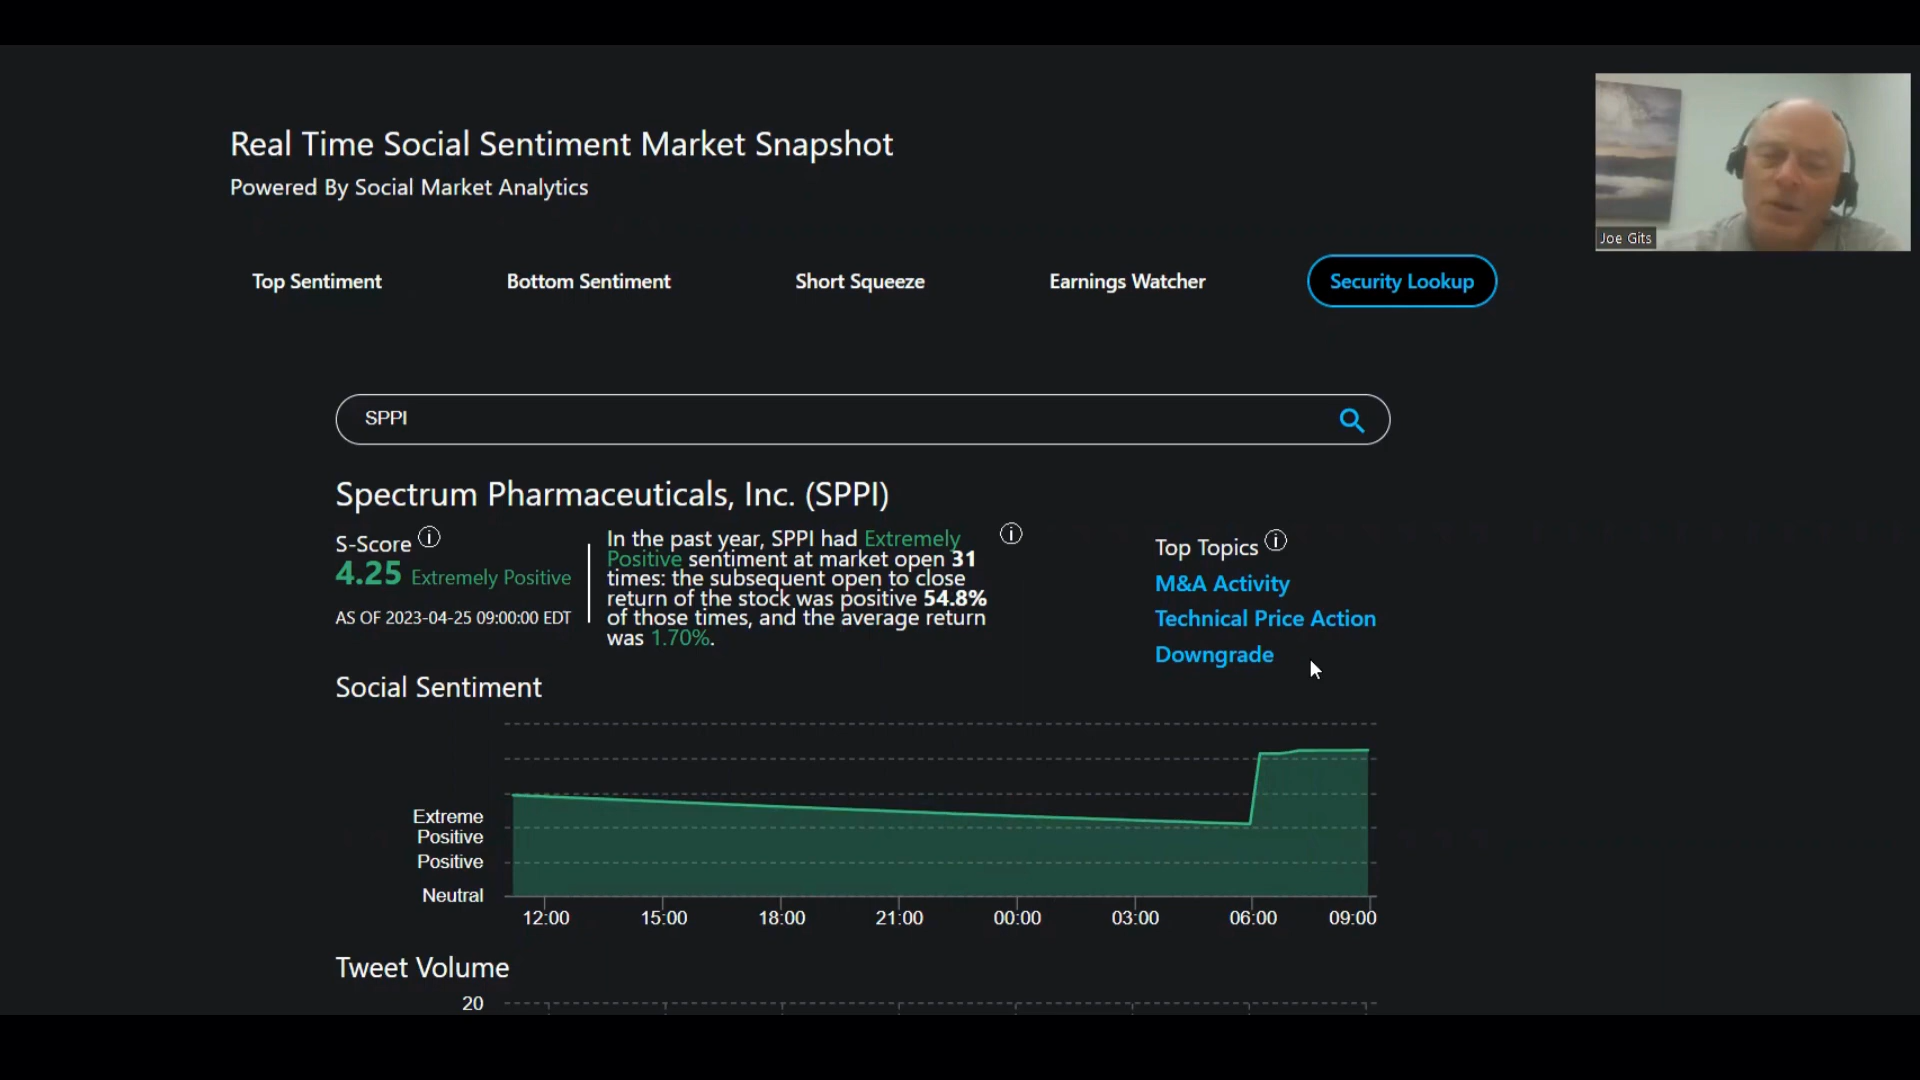 Real Time Social Sentiment Market Snapshot
Powered By Social Market Analytics
Joe Gits
Top Sentiment
Bottom Sentiment
Short Squeeze
Earnings Watcher
Security Lookup
SPPI
Spectrum Pharmaceuticals, Inc. (SPPI)
S-Score
4.25 Extremely Positive
AS OF 2023-04-25 09:00:00 EDT
In the past year, SPPI had Extremely
Positive sentiment at market open 31
times: the subsequent open to close
return of the stock was positive 54.8%
of those times, and the average return
was 1.70%.
Top Topics
M&A Activity
Technical Price Action
Downgrade
Social Sentiment
Extreme
Positive
Positive
Neutral
12:00 15:00 18:00 21:00 00:00 03:00 06:00 09:00
Tweet Volume
20